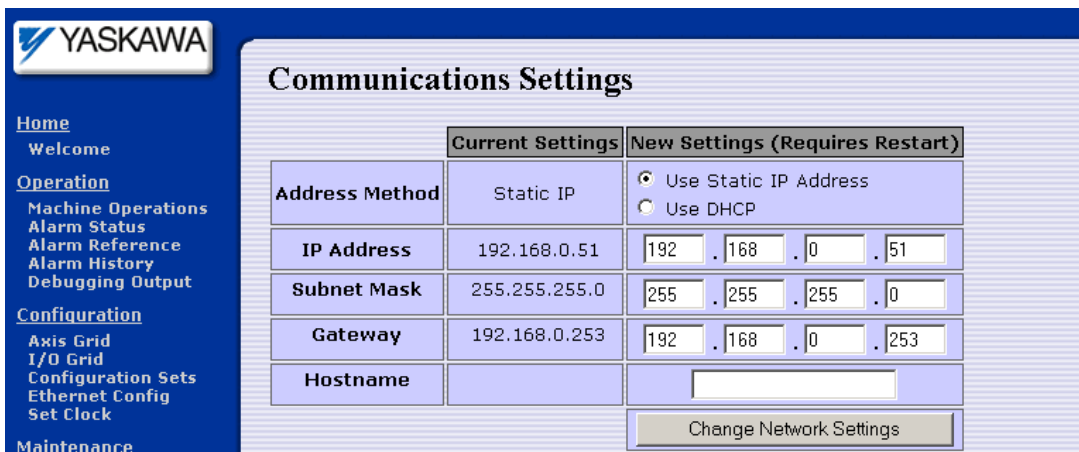 YASKAWA
Home
Welcome
Operation
Machine Operations
Alarm Status
Alarm Reference
Alarm History
Debugging Output
Configuration
Axis Grid
I/O Grid
Configuration Sets
Ethernet Config
Set Clock
Maintenance
Communications Settings
Current Settings New Settings (Requires Restart)
Address Method Static IP Use Static IP Address
Use DHCP
IP Address 192.168.0.51 192 . 168 . 0 . 51
Subnet Mask 255.255.255.0 255 . 255 . 255 . 0
Gateway 192.168.0.253 192 . 168 . 0 . 253
Hostname
Change Network Settings